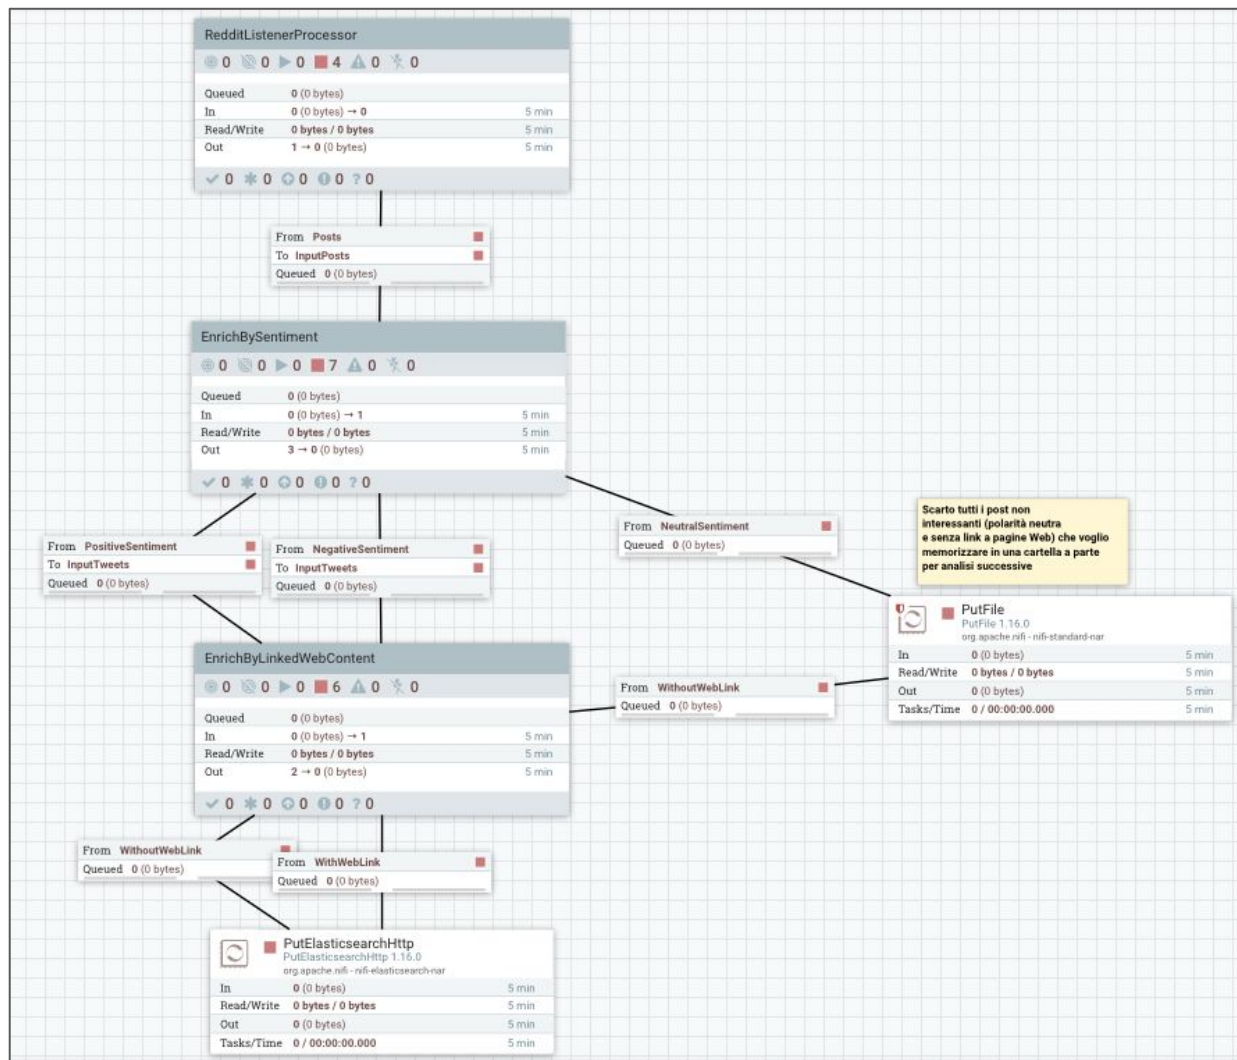 RedditListenerProcessor
0 0 0 4 0 0
Queued 0 (0 bytes)
In 0 (0 bytes) → 0 5 min
Read/Write 0 bytes / 0 bytes 5 min
Out 1 → 0 (0 bytes) 5 min
0 0 0 0 ? 0
From Posts
To InputPosts
Queued 0 (0 bytes)
EnrichBySentiment
0 0 0 7 0 0
Queued 0 (0 bytes)
In 0 (0 bytes) → 1 5 min
Read/Write 0 bytes / 0 bytes 5 min
Out 3 → 0 (0 bytes) 5 min
0 0 0 0 ? 0
From NeutralSentiment
Queued 0 (0 bytes)
Scarto tutti i post non
interessanti (polarità neutra
e senza link a pagine Web) che voglio
memorizzare in una cartella a parte
per analisi successive
From PositiveSentiment
To InputTweets
Queued 0 (0 bytes)
From NegativeSentiment
To InputTweets
Queued 0 (0 bytes)
PutFile
PutFile 1.16.0
org.apache.nifi - nifi-standard-nar
In 0 (0 bytes) 5 min
Read/Write 0 bytes / 0 bytes 5 min
Out 0 (0 bytes) 5 min
Tasks/Time 0 / 00:00:00.000 5 min
EnrichByLinkedWebContent
0 0 0 6 0 0
Queued 0 (0 bytes)
In 0 (0 bytes) → 1 5 min
Read/Write 0 bytes / 0 bytes 5 min
Out 2 → 0 (0 bytes) 5 min
0 0 0 0 ? 0
From WithoutWebLink
Queued 0 (0 bytes)
From WithoutWebLink
Queued 0 (0 bytes)
From WithWebLink
Queued 0 (0 bytes)
PutElasticsearchHttp
PutElasticsearchHttp 1.16.0
org.apache.nifi - nifi-elasticsearch-nar
In 0 (0 bytes) 5 min
Read/Write 0 bytes / 0 bytes 5 min
Out 0 (0 bytes) 5 min
Tasks/Time 0 / 00:00:00.000 5 min